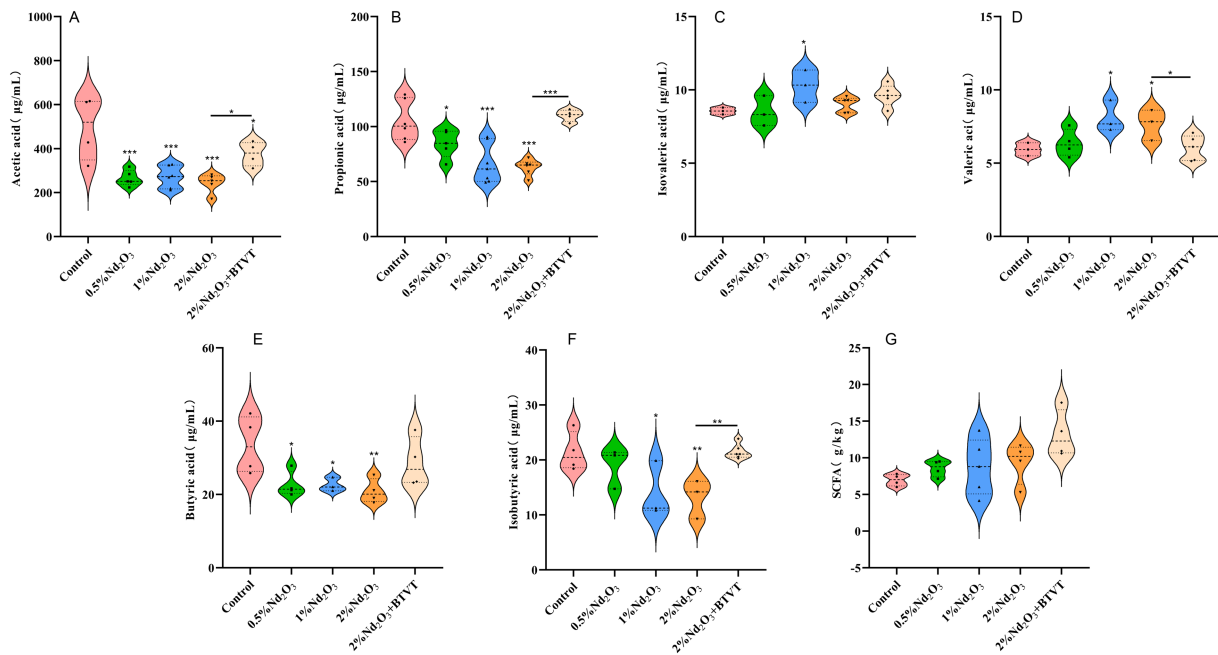 A
Acetic acid ( μg/mL)
1000
800
600
400
200
0
***
***
***
*
*
Control
0.5%Nd₂O₃
1%Nd₂O₃
2%Nd₂O₃
2%Nd₂O₃+BTVT
B
Propionic acid ( μg/mL)
200
150
100
50
0
*
***
***
***
Control
0.5%Nd₂O₃
1%Nd₂O₃
2%Nd₂O₃
2%Nd₂O₃+BTVT
C
Isovaleric acid ( μg/mL)
15
10
5
0
*
Control
0.5%Nd₂O₃
1%Nd₂O₃
2%Nd₂O₃
2%Nd₂O₃+BTVT
D
Valeric aci( μg/mL)
15
10
5
0
*
*
*
Control
0.5%Nd₂O₃
1%Nd₂O₃
2%Nd₂O₃
2%Nd₂O₃+BTVT
E
Butyric acid( μg/mL)
60
40
20
0
*
*
**
Control
0.5%Nd₂O₃
1%Nd₂O₃
2%Nd₂O₃
2%Nd₂O₃+BTVT
F
Isobutyric acid( μg/mL)
40
30
20
10
0
*
**
**
Control
0.5%Nd₂O₃
1%Nd₂O₃
2%Nd₂O₃
2%Nd₂O₃+BTVT
G
SCFA( g/kg)
25
20
15
10
5
0
-5
Control
0.5%Nd₂O₃
1%Nd₂O₃
2%Nd₂O₃
2%Nd₂O₃+BTVT